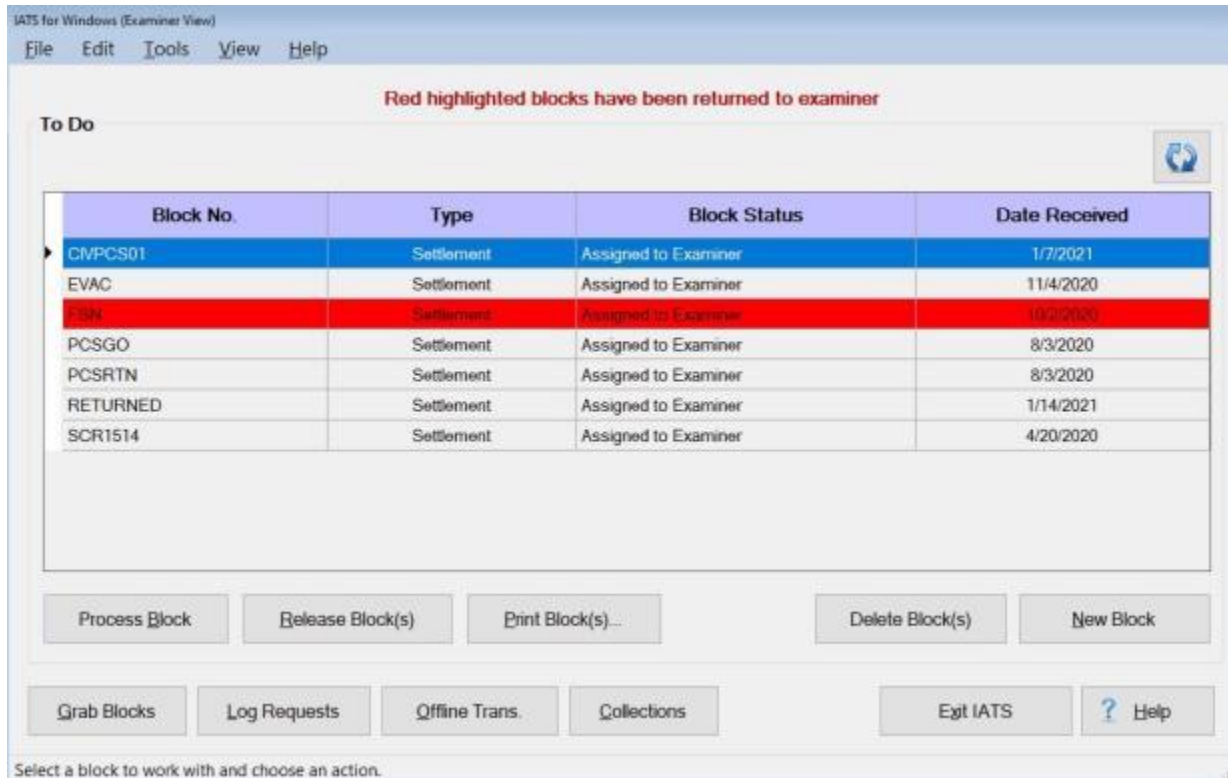 IATS for Windows (Examiner View)
File Edit Tools View Help
Red highlighted blocks have been returned to examiner
To Do
Block No. Type Block Status Date Received
CIVPCS01 Settlement Assigned to Examiner 1/7/2021
EVAC Settlement Assigned to Examiner 11/4/2020
FSN Settlement Assigned to Examiner 10/2/2020
PCSGO Settlement Assigned to Examiner 8/3/2020
PCSRTN Settlement Assigned to Examiner 8/3/2020
RETURNED Settlement Assigned to Examiner 1/14/2021
SCR1514 Settlement Assigned to Examiner 4/20/2020
Process Block Release Block(s) Print Block(s)... Delete Block(s) New Block
Grab Blocks Log Requests Offline Trans. Collections Exit IATS ? Help
Select a block to work with and choose an action.